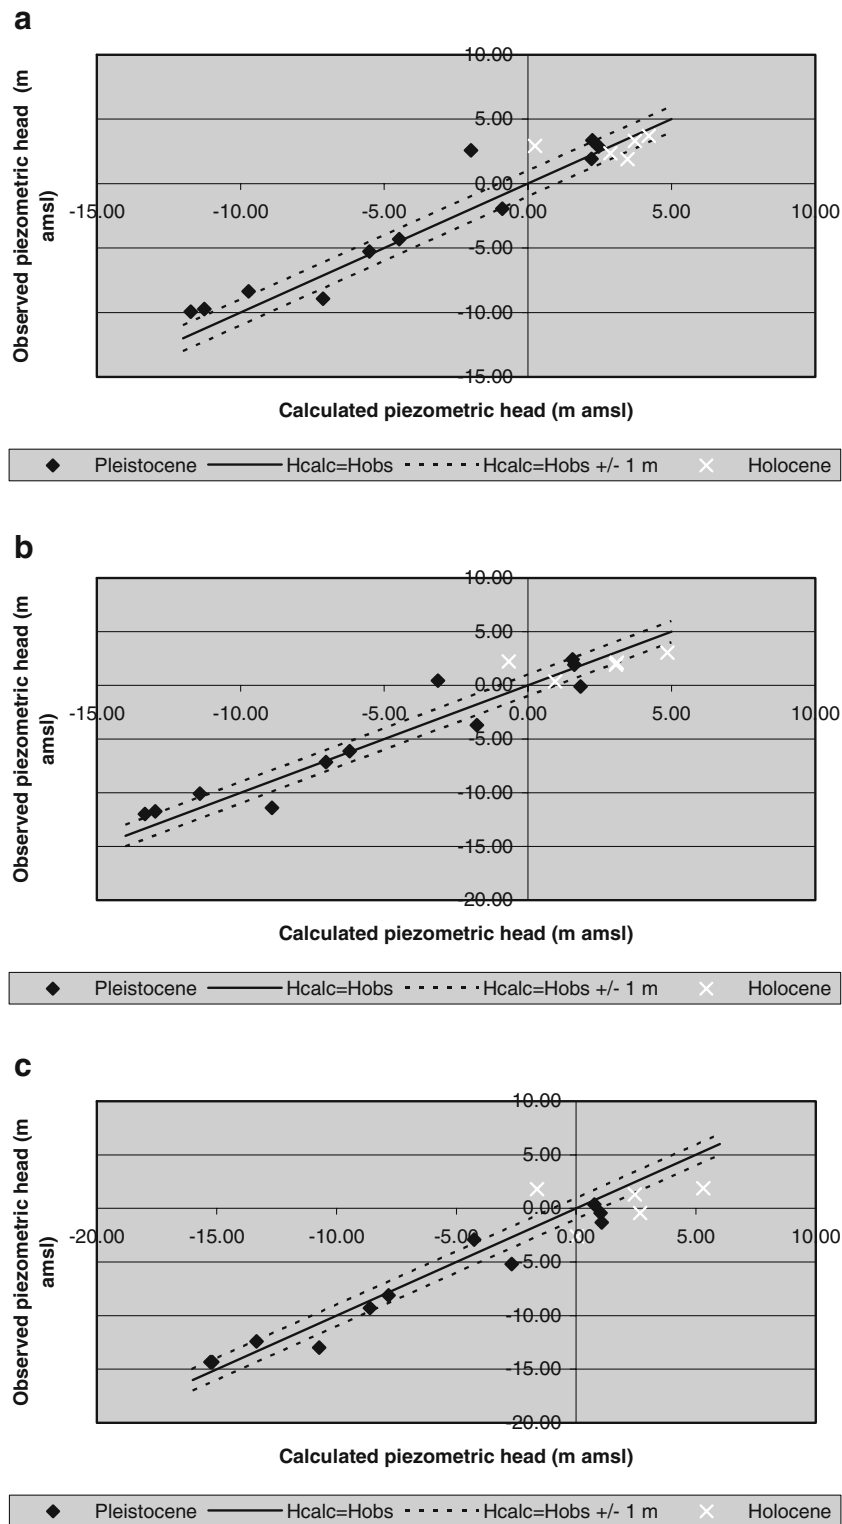 a
Observed piezometric head (m
amsl)
10.00
5.00
0.00
-15.00 -10.00 -5.00 0.00 5.00 10.00
-5.00
-10.00
-15.00
Calculated piezometric head (m amsl)
Pleistocene Hcalc=Hobs Hcalc=Hobs +/- 1 m Holocene
b
Observed piezometric head (m
amsl)
10.00
5.00
0.00
-15.00 -10.00 -5.00 0.00 5.00 10.00
-5.00
-10.00
-15.00
-20.00
Calculated piezometric head (m amsl)
Pleistocene Hcalc=Hobs Hcalc=Hobs +/- 1 m Holocene
c
Observed piezometric head (m
amsl)
10.00
5.00
0.00
-20.00 -15.00 -10.00 -5.00 0.00 5.00 10.00
-5.00
-10.00
-15.00
-20.00
Calculated piezometric head (m amsl)
Pleistocene Hcalc=Hobs Hcalc=Hobs +/- 1 m Holocene